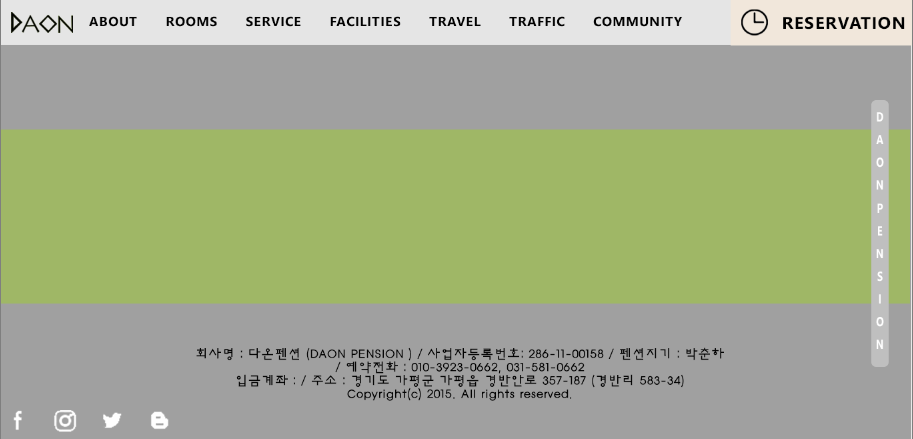 DAON ABOUT ROOMS SERVICE FACILITIES TRAVEL TRAFFIC COMMUNITY RESERVATION
DAONPENSION
회사명 : 다온펜션 (DAON PENSION ) / 사업자등록번호: 286-11-00158 / 펜션지기 : 박춘하
/ 예약전화 : 010-3923-0662, 031-581-0662
입금계좌 : / 주소 : 경기도 가평군 가평읍 경반안로 357-187 (경반리 583-34)
Copyright(c) 2015. All rights reserved.